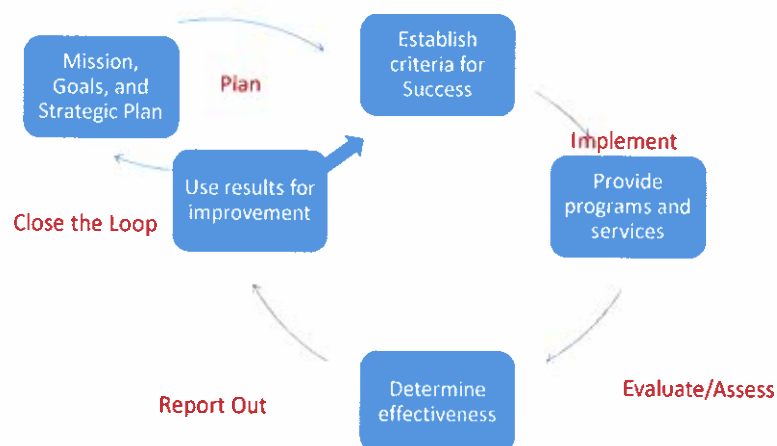 Mission,
Goals, and
Strategic Plan
Plan
Establish
criteria for
Success
Implement
Provide
programs and
services
Evaluate/Assess
Determine
effectiveness
Report Out
Use results for
improvement
Close the Loop